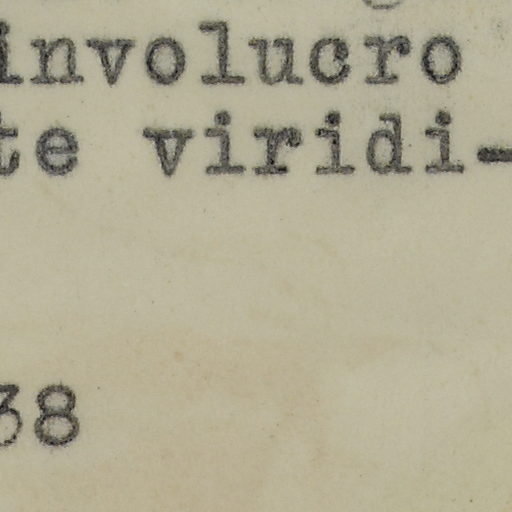 involucro
te viridi-
38